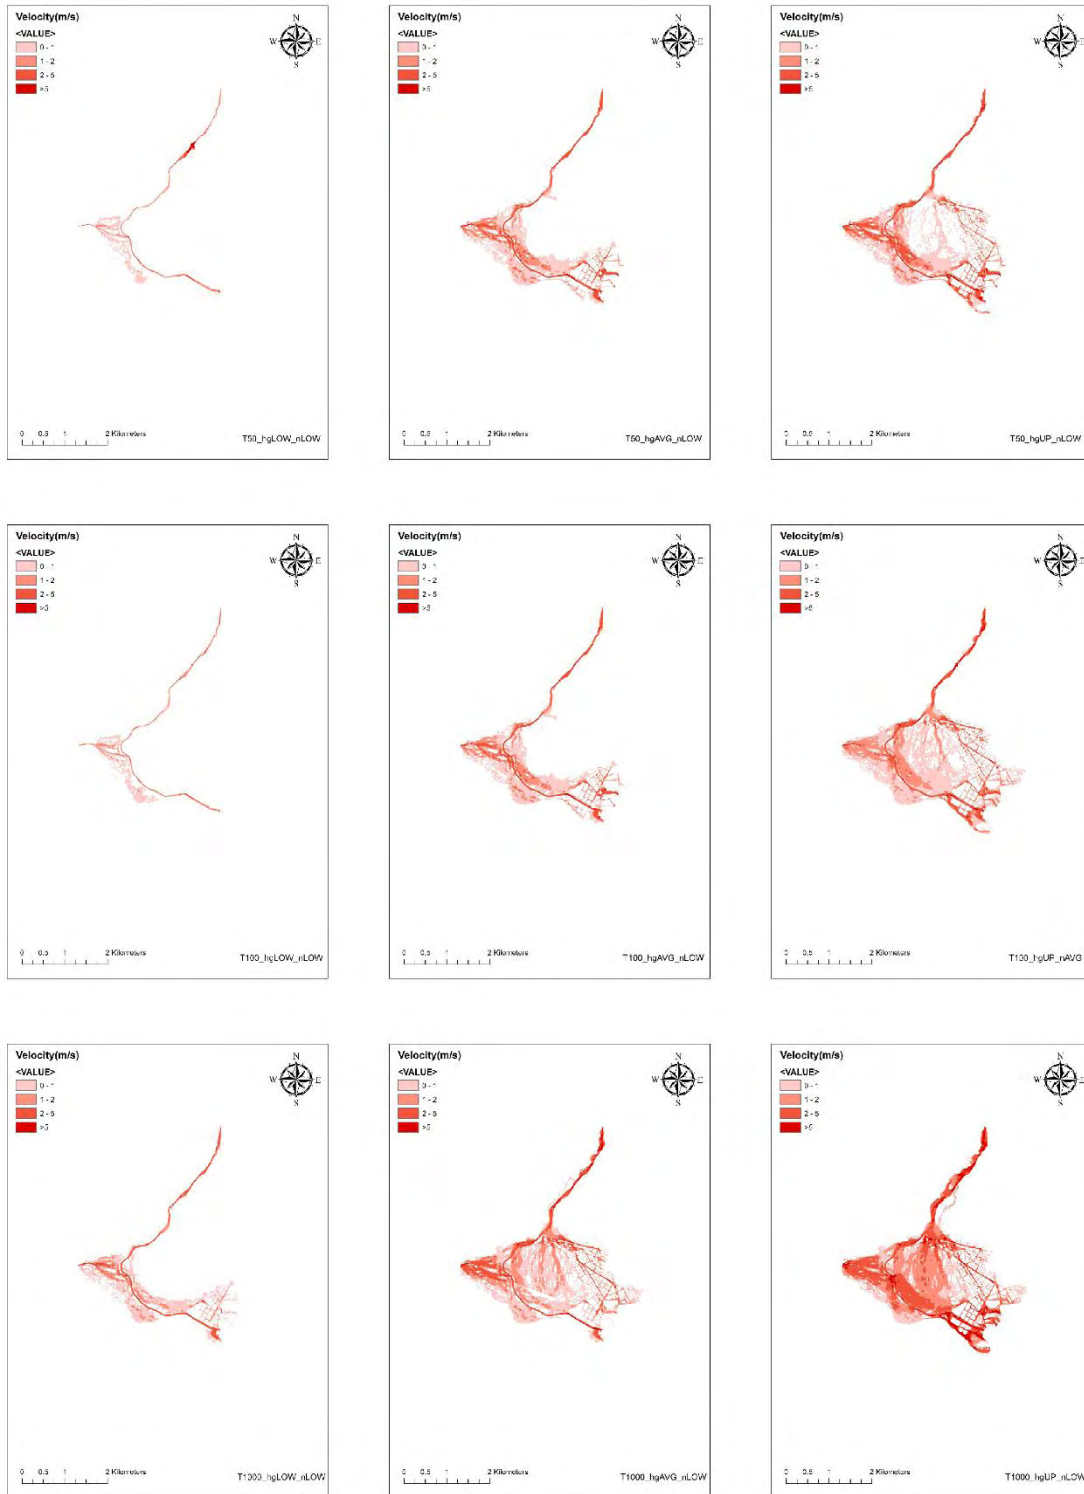 Velocity(m/s)
<VALUE>
0 - 1
1 - 2
2 - 5
>5
N
W E
S
0 0.5 1 2 Kilometers
T50_hgLOW_nLOW
Velocity(m/s)
<VALUE>
0 - 1
1 - 2
2 - 5
>5
N
W E
S
0 0.5 1 2 Kilometers
T50_hgAVG_nLOW
Velocity(m/s)
<VALUE>
0 - 1
1 - 2
2 - 5
>5
N
W E
S
0 0.5 1 2 Kilometers
T50_hgUP_nLOW
Velocity(m/s)
<VALUE>
0 - 1
1 - 2
2 - 5
>5
N
W E
S
0 0.5 1 2 Kilometers
T100_hgLOW_nLOW
Velocity(m/s)
<VALUE>
0 - 1
1 - 2
2 - 5
>5
N
W E
S
0 0.5 1 2 Kilometers
T100_hgAVG_nLOW
Velocity(m/s)
<VALUE>
0 - 1
1 - 2
2 - 5
>5
N
W E
S
0 0.5 1 2 Kilometers
T100_hgUP_nAVG
Velocity(m/s)
<VALUE>
0 - 1
1 - 2
2 - 5
>5
N
W E
S
0 0.5 1 2 Kilometers
T1000_hgLOW_nLOW
Velocity(m/s)
<VALUE>
0 - 1
1 - 2
2 - 5
>5
N
W E
S
0 0.5 1 2 Kilometers
T1000_hgAVG_nLOW
Velocity(m/s)
<VALUE>
0 - 1
1 - 2
2 - 5
>5
N
W E
S
0 0.5 1 2 Kilometers
T1000_hgUP_nLOW